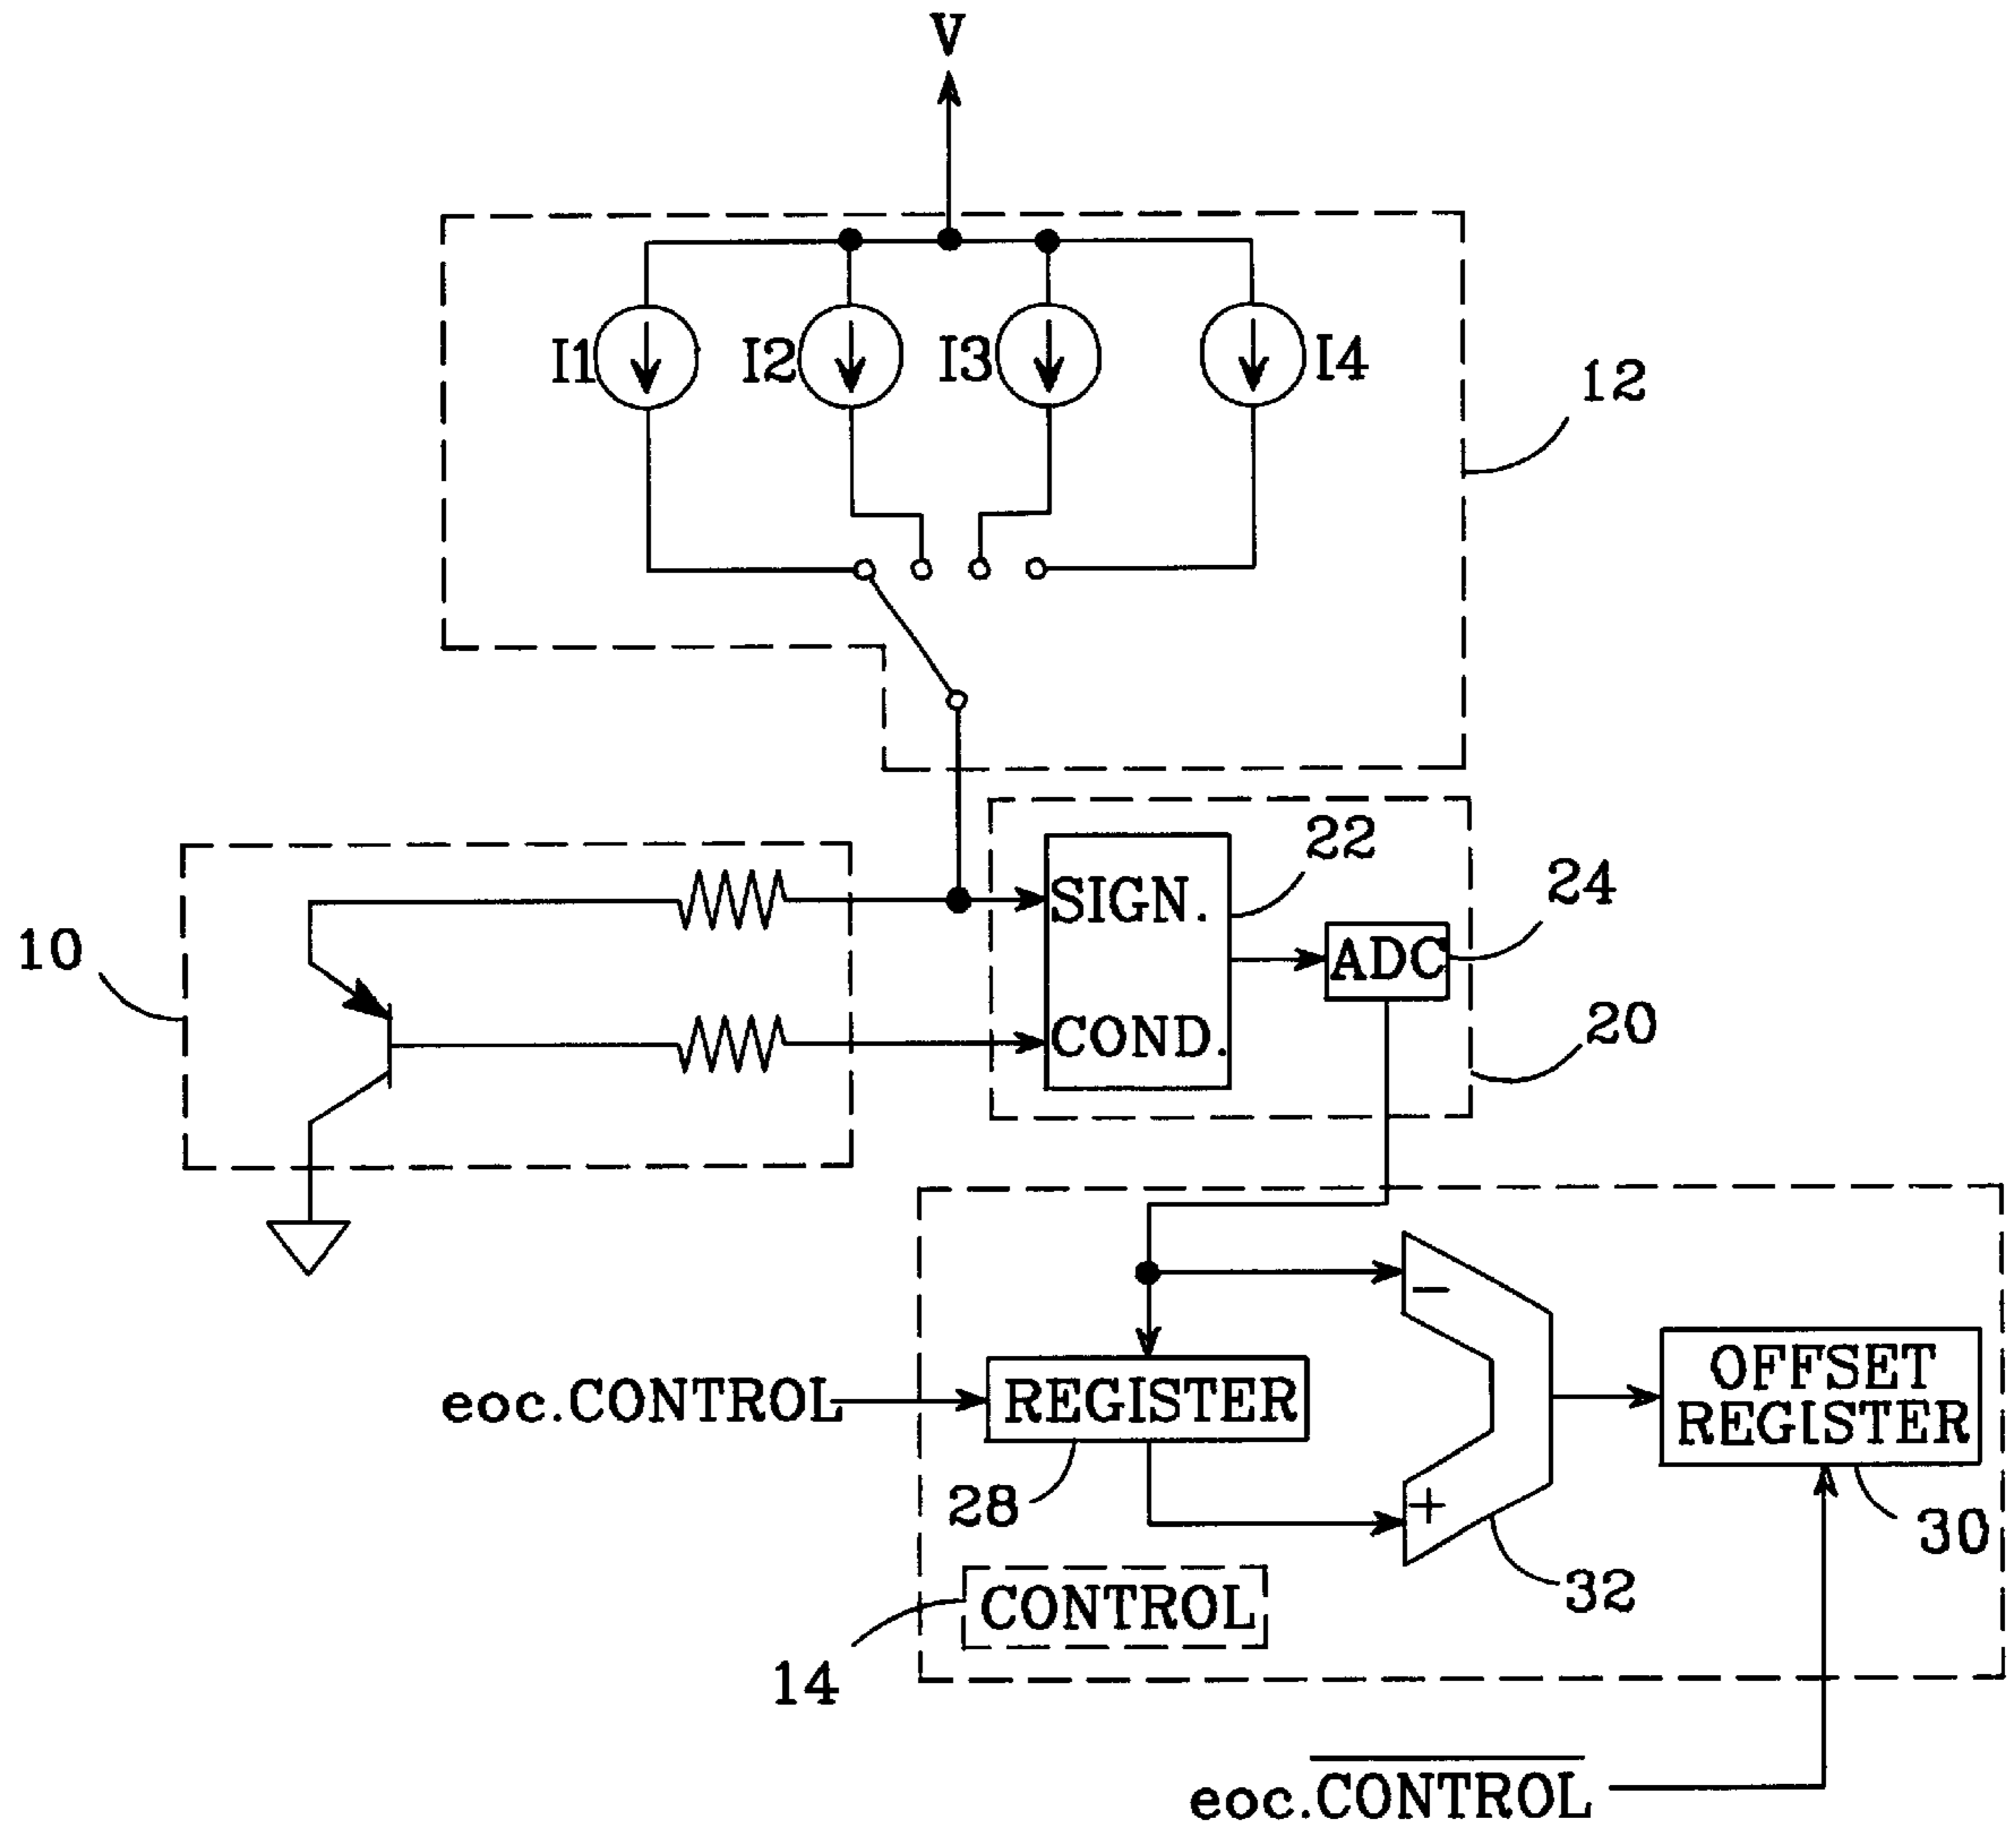 V
I1
I2
I3
I4
12
22
SIGN.
24
10
ADC
20
COND.
OFFSET
eoc.CONTROL
REGISTER
REGISTER
28
30
32
CONTROL
14
eoc.C̅O̅N̅T̅R̅O̅L̅